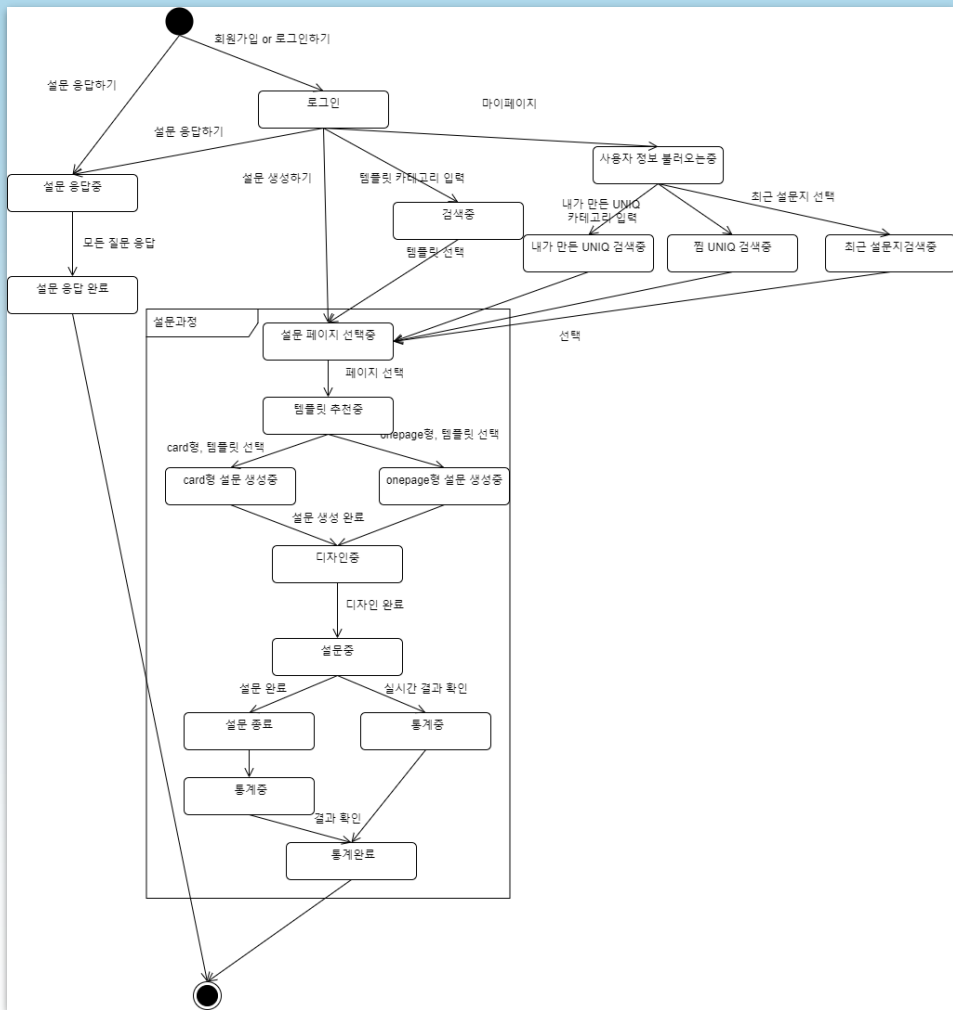 회원가입 or 로그인하기
설문 응답하기
로그인
마이페이지
설문 응답하기
사용자 정보 불러오는중
설문 응답중
설문 생성하기
템플릿 카테고리 입력
최근 설문지 선택
내가 만든 UNIQ
카테고리 입력
검색중
모든 질문 응답
템플릿 선택
내가 만든 UNIQ 검색중
찜 UNIQ 검색중
최근 설문지검색중
설문 응답 완료
설문과정
설문 페이지 선택중
선택
페이지 선택
템플릿 추천중
card형, 템플릿 선택
onepage형, 템플릿 선택
card형 설문 생성중
onepage형 설문 생성중
설문 생성 완료
디자인중
디자인 완료
설문중
설문 완료
실시간 결과 확인
설문 종료
통계중
통계중
결과 확인
통계완료